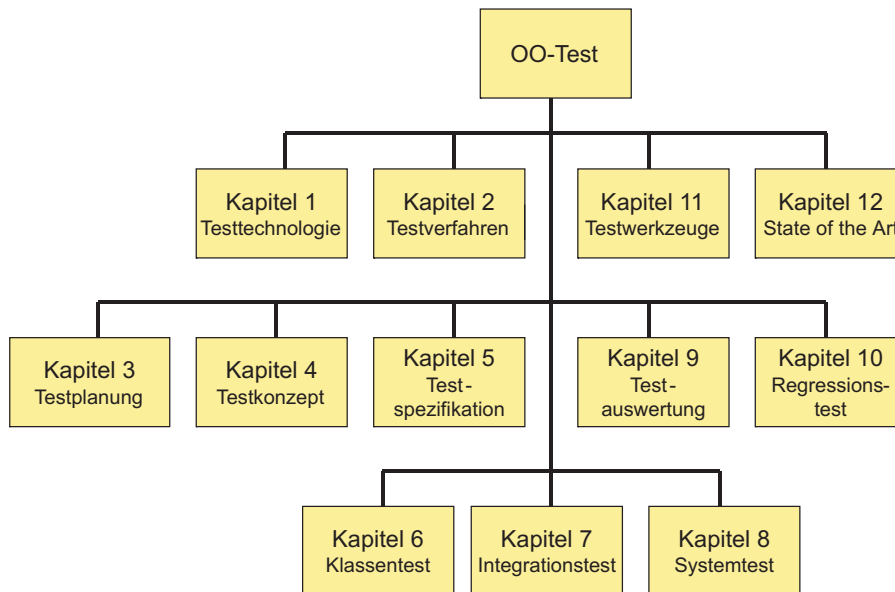 OO-Test
Kapitel 1
Testtechnologie
Kapitel 2
Testverfahren
Kapitel 11
Testwerkzeuge
Kapitel 12
State of the Art
Kapitel 3
Testplanung
Kapitel 4
Testkonzept
Kapitel 5
Test-
spezifikation
Kapitel 9
Test-
auswertung
Kapitel 10
Regressions-
test
Kapitel 6
Klassentest
Kapitel 7
Integrationstest
Kapitel 8
Systemtest